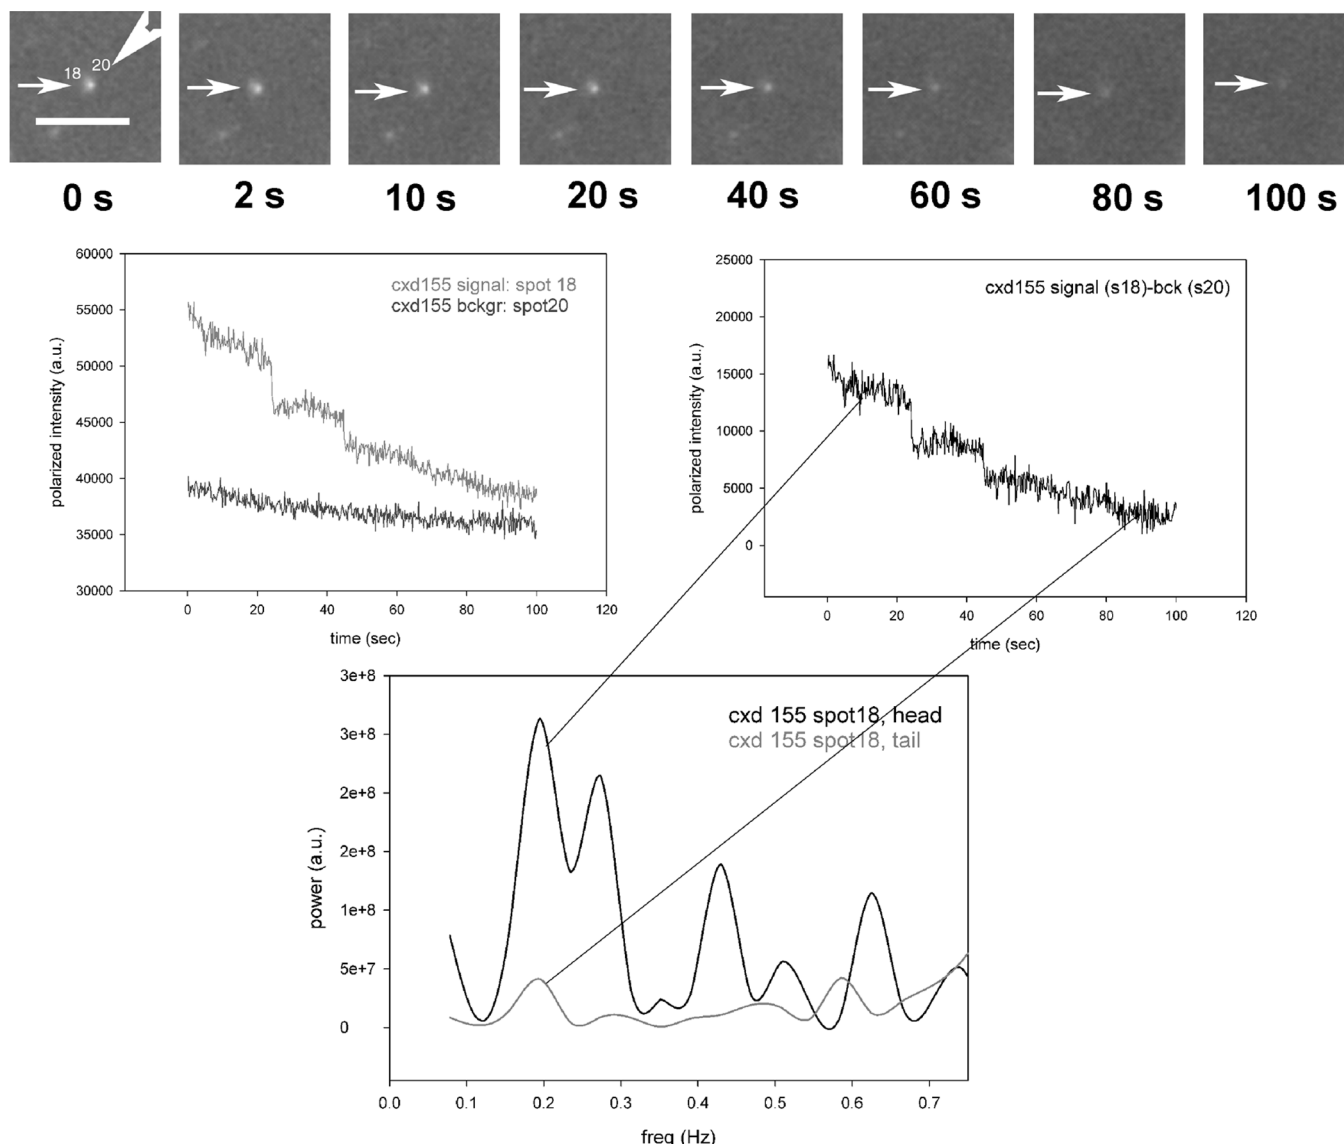 18 20
0 s 2 s 10 s 20 s 40 s 60 s 80 s 100 s
60000
55000
50000
45000
40000
35000
30000
polarized intensity (a.u.)
cxd155 signal: spot 18
cxd155 bckgr: spot20
0 20 40 60 80 100 120
time (sec)
25000
20000
15000
10000
5000
0
polarized intensity (a.u.)
cxd155 signal (s18)-bck (s20)
0 20 40 60 80 100 120
time (sec)
3e+8
3e+8
2e+8
2e+8
1e+8
5e+7
0
power (a.u.)
cxd 155 spot18, head
cxd 155 spot18, tail
0.0 0.1 0.2 0.3 0.4 0.5 0.6 0.7
freq (Hz)